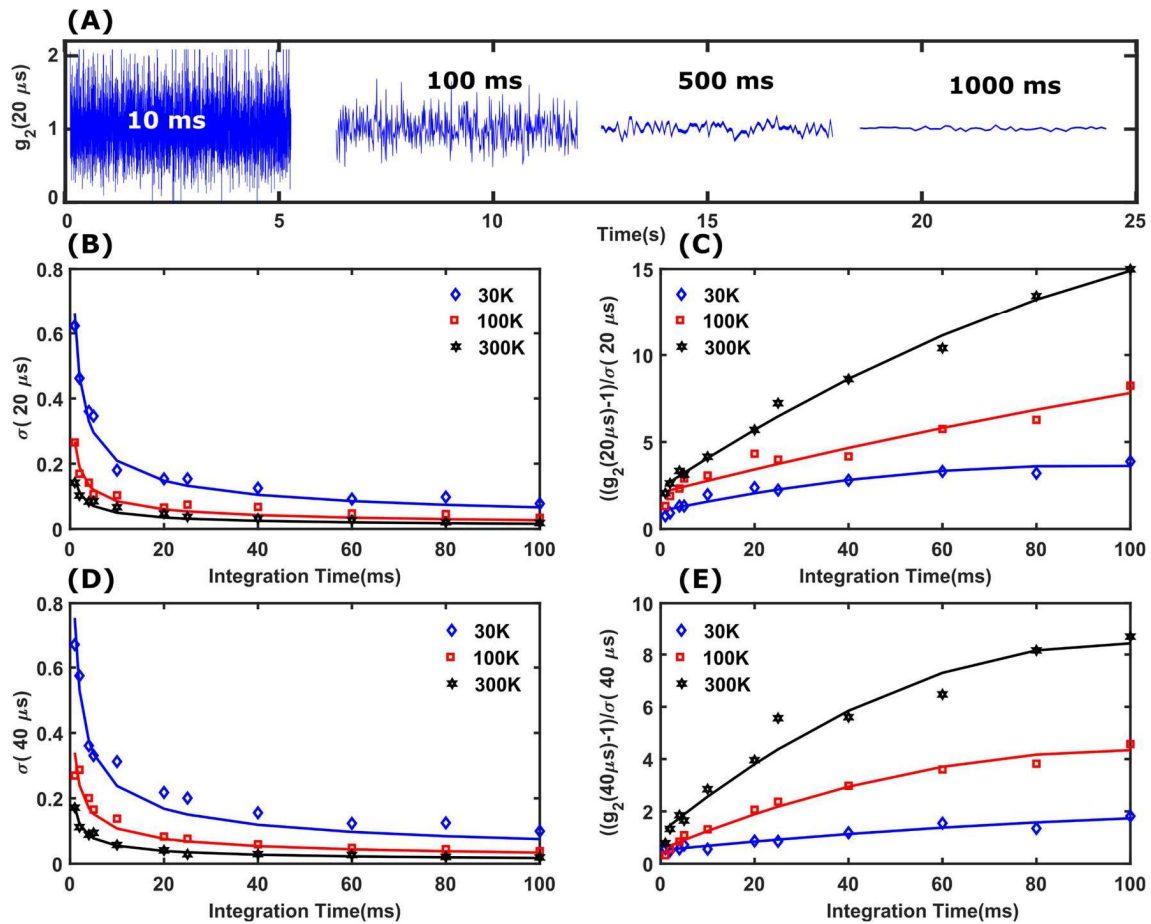 (A)
g2(20 μs)
2
1
0
10 ms
100 ms
500 ms
1000 ms
0 5 10 15 20 25
Time(s)
(B)
σ( 20 μs)
0.8
0.6
0.4
0.2
0
30K
100K
300K
0 20 40 60 80 100
Integration Time(ms)
(C)
((g2(20μs)-1)/σ( 20 μs)
15
10
5
0
30K
100K
300K
0 20 40 60 80 100
Integration Time(ms)
(D)
σ( 40 μs)
0.8
0.6
0.4
0.2
0
30K
100K
300K
0 20 40 60 80 100
Integration Time(ms)
(E)
((g2(40μs)-1)/σ( 40 μs)
10
8
6
4
2
0
30K
100K
300K
0 20 40 60 80 100
Integration Time(ms)